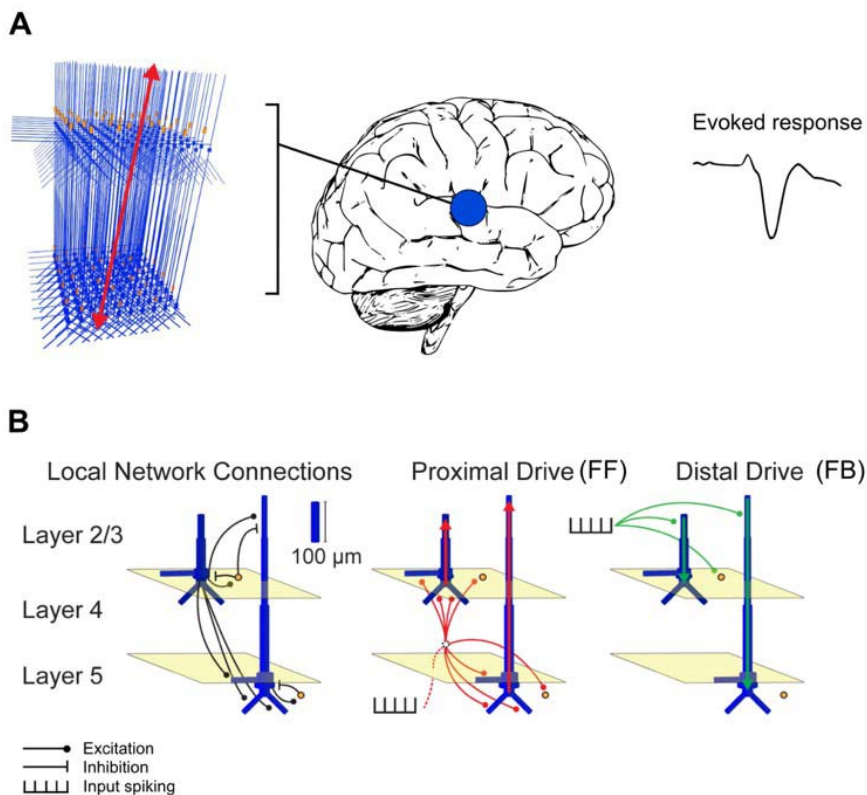 A
Evoked response
B
Local Network Connections
Proximal Drive (FF)
Distal Drive (FB)
Layer 2/3
100 µm
Layer 4
Layer 5
Excitation
Inhibition
Input spiking